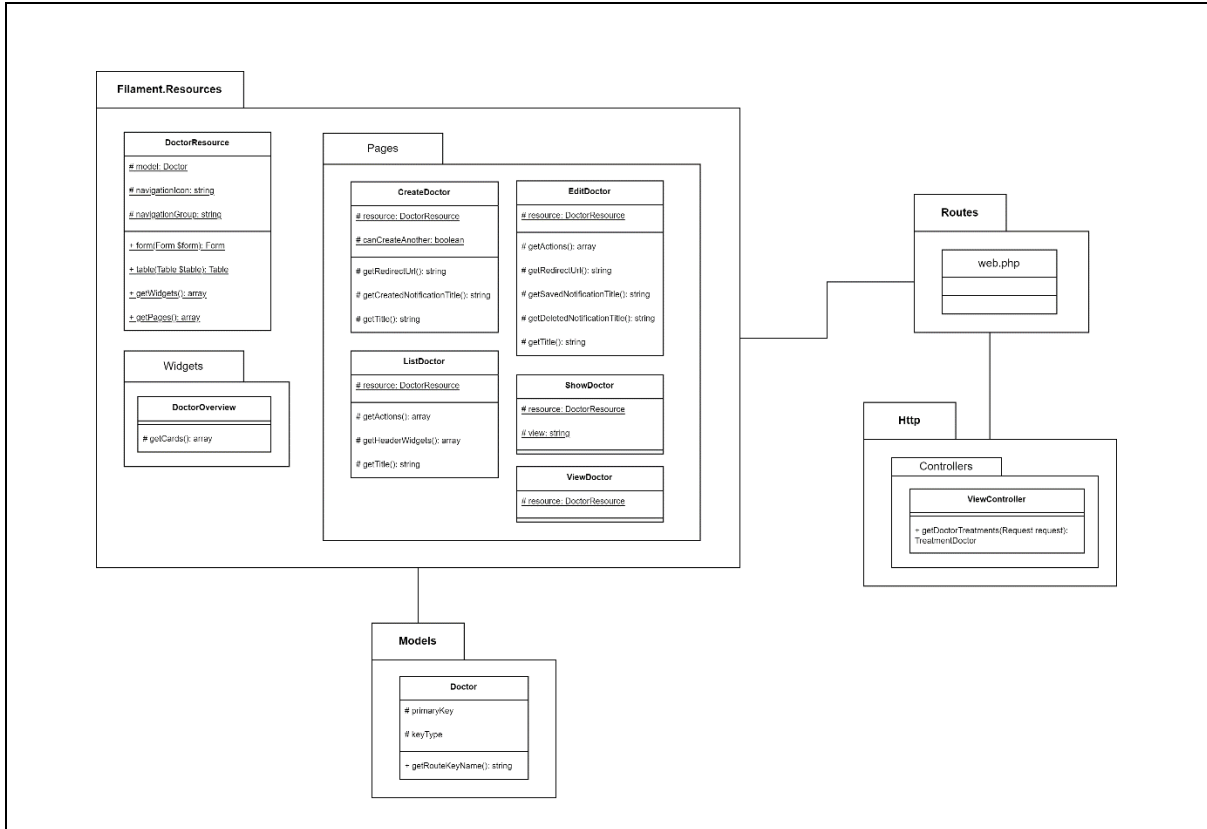 Filament.Resources
DoctorResource
# model: Doctor
# navigationIcon: string
# navigationGroup: string
+ form(Form $form): Form
+ table(Table $table): Table
+ getWidgets(): array
+ getPages(): array
Widgets
DoctorOverview
# getCards(): array
Pages
CreateDoctor
# resource: DoctorResource
# canCreateAnother: boolean
# getRedirectUrl(): string
# getCreatedNotificationTitle(): string
# getTitle(): string
EditDoctor
# resource: DoctorResource
# getActions(): array
# getRedirectUrl(): string
# getSavedNotificationTitle(): string
# getDeletedNotificationTitle(): string
# getTitle(): string
ListDoctor
# resource: DoctorResource
# getActions(): array
# getHeaderWidgets(): array
# getTitle(): string
ShowDoctor
# resource: DoctorResource
# view: string
ViewDoctor
# resource: DoctorResource
Routes
web.php
Http
Controllers
ViewController
+ getDoctorTreatments(Request request):
TreatmentDoctor
Models
Doctor
# primaryKey
# keyType
+ getRouteKeyName(): string